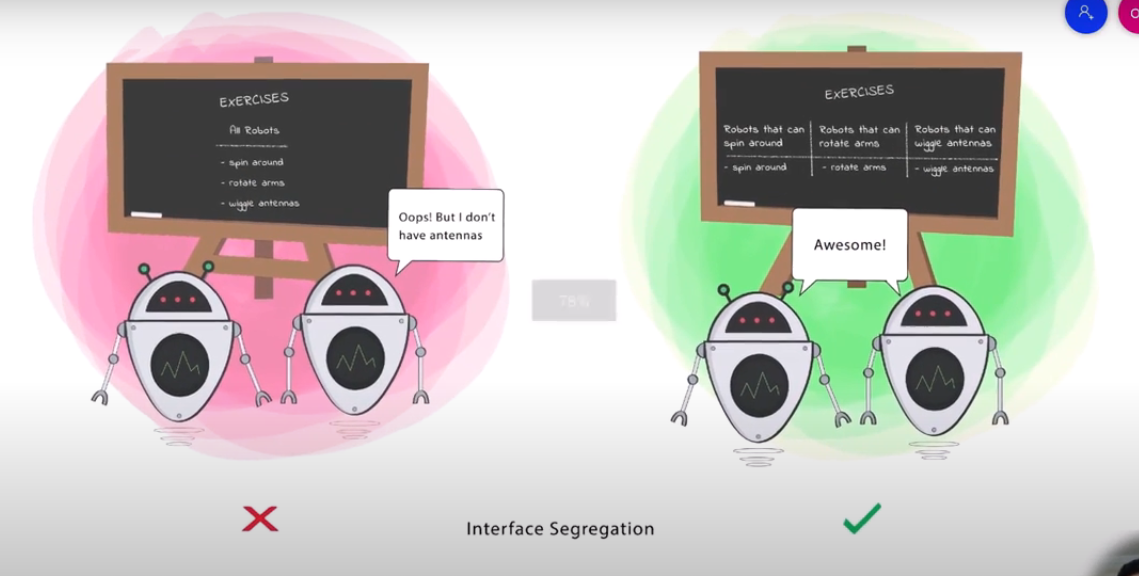 EXERCISES
All Robots
- spin around
- rotate arms
- wiggle antennas
Oops! But I don't
have antennas
EXERCISES
Robots that can
spin around
- spin around
Robots that can
rotate arms
- rotate arms
Robots that can
wiggle antennas
- wiggle antennas
Awesome!
78%
Interface Segregation